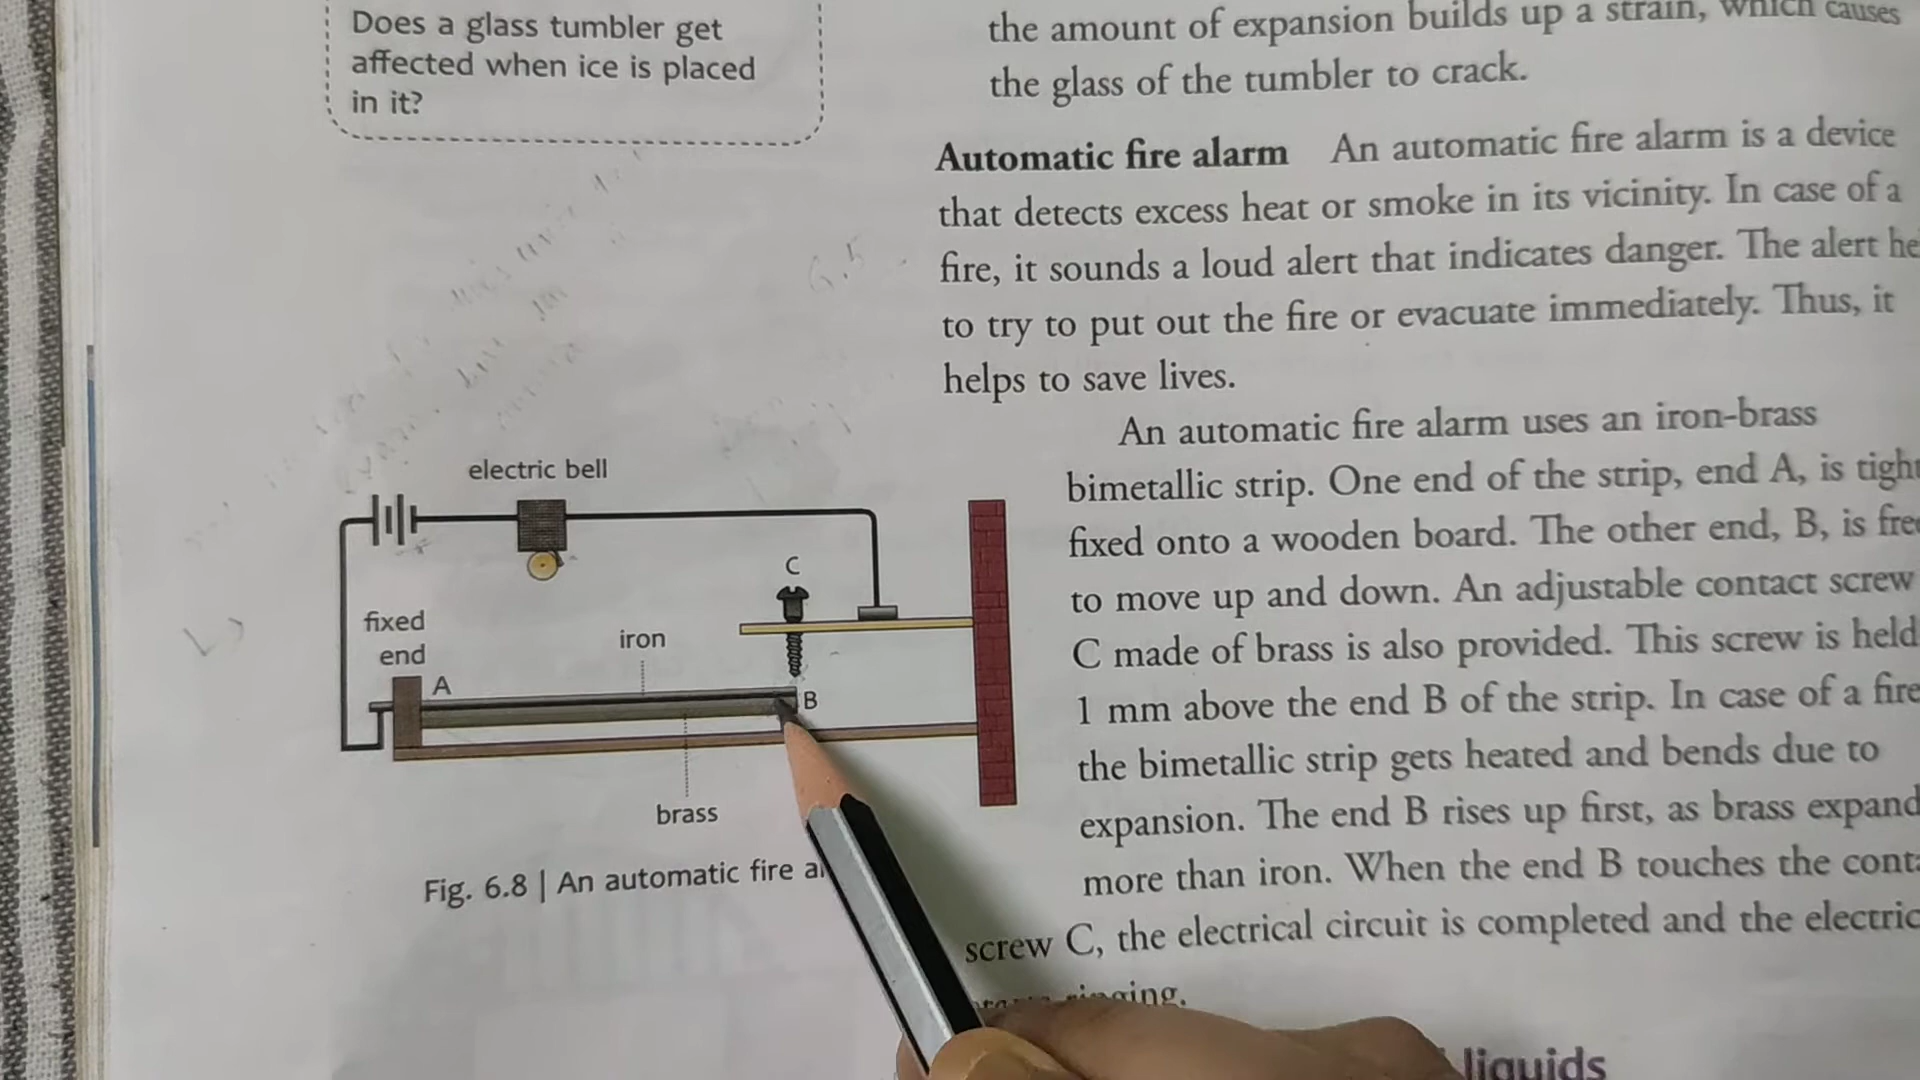 Does a glass tumbler get
affected when ice is placed
in it?
the amount of expansion builds up a strain, which causes
the glass of the tumbler to crack.
Automatic fire alarm An automatic fire alarm is a device
that detects excess heat or smoke in its vicinity. In case of a
fire, it sounds a loud alert that indicates danger. The alert he
to try to put out the fire or evacuate immediately. Thus, it
helps to save lives.
An automatic fire alarm uses an iron-brass
bimetallic strip. One end of the strip, end A, is tight
fixed onto a wooden board. The other end, B, is free
to move up and down. An adjustable contact screw
C made of brass is also provided. This screw is held
1 mm above the end B of the strip. In case of a fire
the bimetallic strip gets heated and bends due to
expansion. The end B rises up first, as brass expand
more than iron. When the end B touches the conta
screw C, the electrical circuit is completed and the electric
ringing.
electric bell
C
fixed
end
A
iron
B
brass
Fig. 6.8 | An automatic fire al
liquids